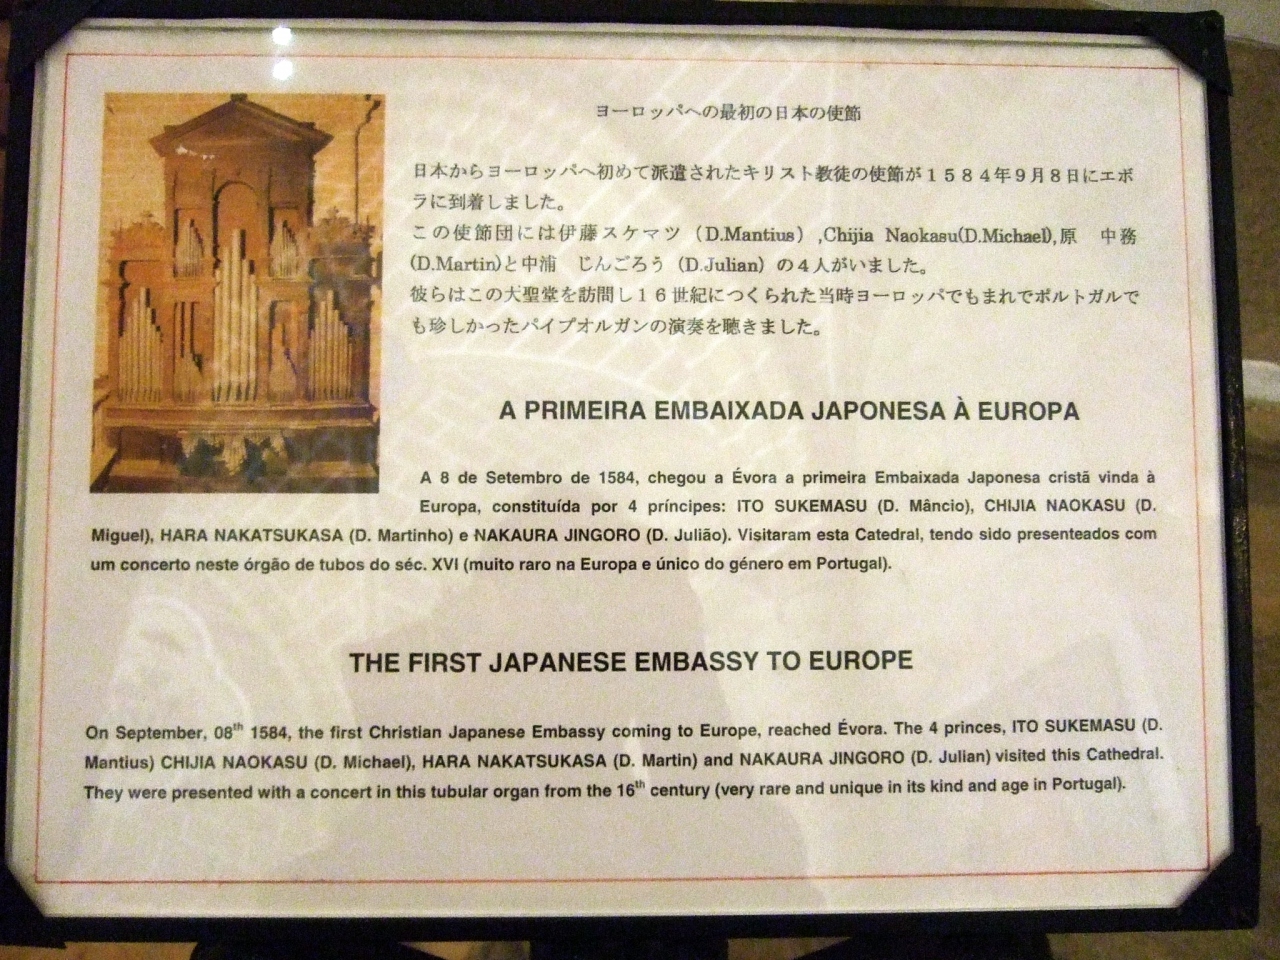 ヨーロッパへの最初の日本の使節
日本からヨーロッパへ初めて派遣されたキリスト教徒の使節が１５８４年９月８日にエボ
ラに到着しました。
この使節団には伊藤スケマツ（D.Mantius）,Chijia Naokasu(D.Michael),原　中務
(D.Martin)と中浦　じんごろう（D.Julian）の４人がいました。
彼らはこの大聖堂を訪問し１６世紀につくられた当時ヨーロッパでもまれでポルトガルで
も珍しかったパイプオルガンの演奏を聴きました。
A PRIMEIRA EMBAIXADA JAPONESA À EUROPA
A 8 de Setembro de 1584, chegou a Évora a primeira Embaixada Japonesa cristã vinda à
Europa, constituída por 4 príncipes: ITO SUKEMASU (D. Mâncio), CHIJIA NAOKASU (D.
Miguel), HARA NAKATSUKASA (D. Martinho) e NAKAURA JINGORO (D. Julião). Visitaram esta Catedral, tendo sido presenteados com
um concerto neste órgão de tubos do séc. XVI (muito raro na Europa e único do género em Portugal).
THE FIRST JAPANESE EMBASSY TO EUROPE
On September, 08th 1584, the first Christian Japanese Embassy coming to Europe, reached Évora. The 4 princes, ITO SUKEMASU (D.
Mantius) CHIJIA NAOKASU (D. Michael), HARA NAKATSUKASA (D. Martin) and NAKAURA JINGORO (D. Julian) visited this Cathedral.
They were presented with a concert in this tubular organ from the 16th century (very rare and unique in its kind and age in Portugal).